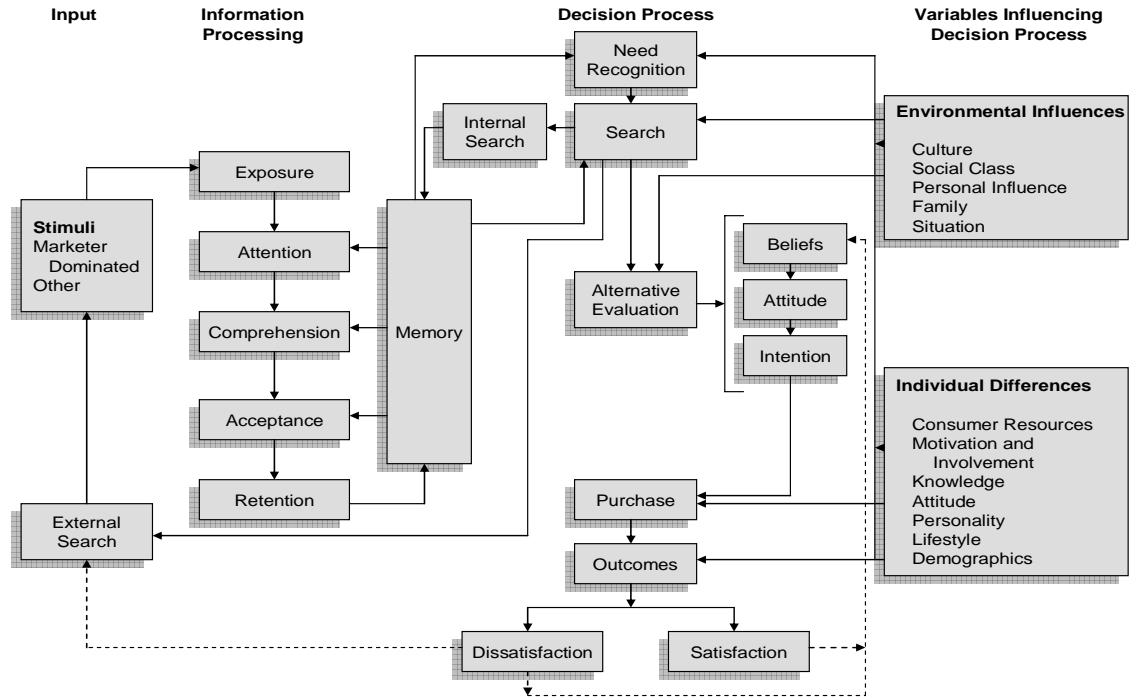 Input
Information
Processing
Decision Process
Variables Influencing
Decision Process
Need
Recognition
Internal
Search
Search
Environmental Influences
Culture
Social Class
Personal Influence
Family
Situation
Exposure
Stimuli
Marketer
Dominated
Other
Attention
Memory
Comprehension
Acceptance
Retention
Alternative
Evaluation
Beliefs
Attitude
Intention
Individual Differences
Consumer Resources
Motivation and
Involvement
Knowledge
Attitude
Personality
Lifestyle
Demographics
External
Search
Purchase
Outcomes
Dissatisfaction
Satisfaction